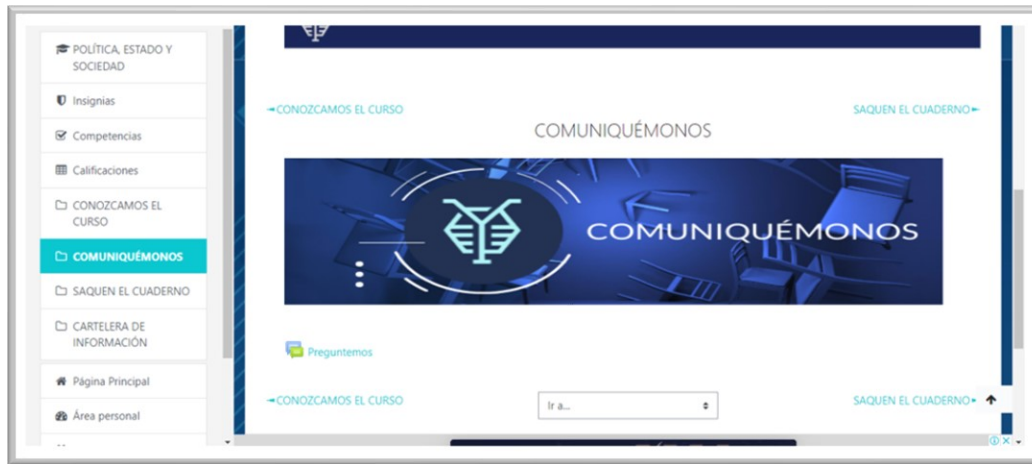 POLÍTICA, ESTADO Y
SOCIEDAD
Insignias
Competencias
Calificaciones
CONOZCAMOS EL
CURSO
COMUNIQUÉMONOS
SAQUEN EL CUADERNO
CARTELERA DE
INFORMACIÓN
Página Principal
Área personal
◄CONOZCAMOS EL CURSO
SAQUEN EL CUADERNO►
COMUNIQUÉMONOS
COMUNIQUÉMONOS
Preguntemos
◄CONOZCAMOS EL CURSO
Ir a...
SAQUEN EL CUADERNO►